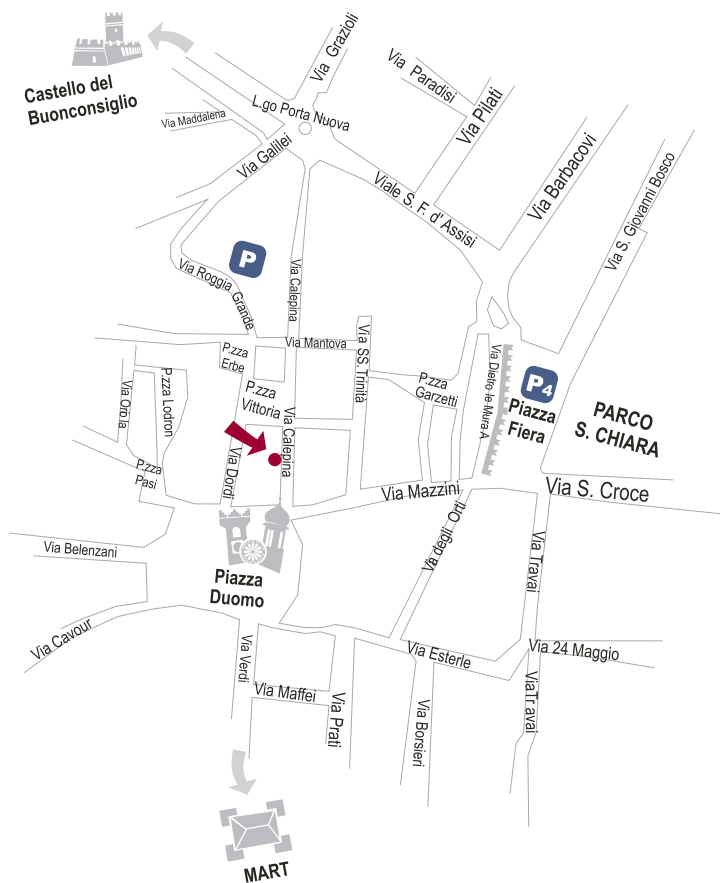 Castello del
Buonconsiglio
Via Grazioli
Via Paradisi
Via Pilati
L.go Porta Nuova
Via Maddalena
Via Galilei
Viale S. F. d' Assisi
Via Barbacovi
Via S. Giovanni Bosco
P
Via Roggia Grande
Via Calepina
Via Mantova
Via SS. Trinità
P.zza
Erbe
P.zza
Vittoria
P.zza
Garzetti
Via Dietro le Mura A
P4
Piazza
Fiera
PARCO
S. CHIARA
Via Orola
P.zza Lodron
P.zza
Pasi
Via Dordi
Via Calepina
Via Mazzini
Via S. Croce
Via degli Orti
Via Travai
Via Belenzani
Piazza
Duomo
Via Cavour
Via Verdi
Via Maffei
Via Prati
Via Esterle
Via 24 Maggio
Via Borsieri
ViaTravai
MART